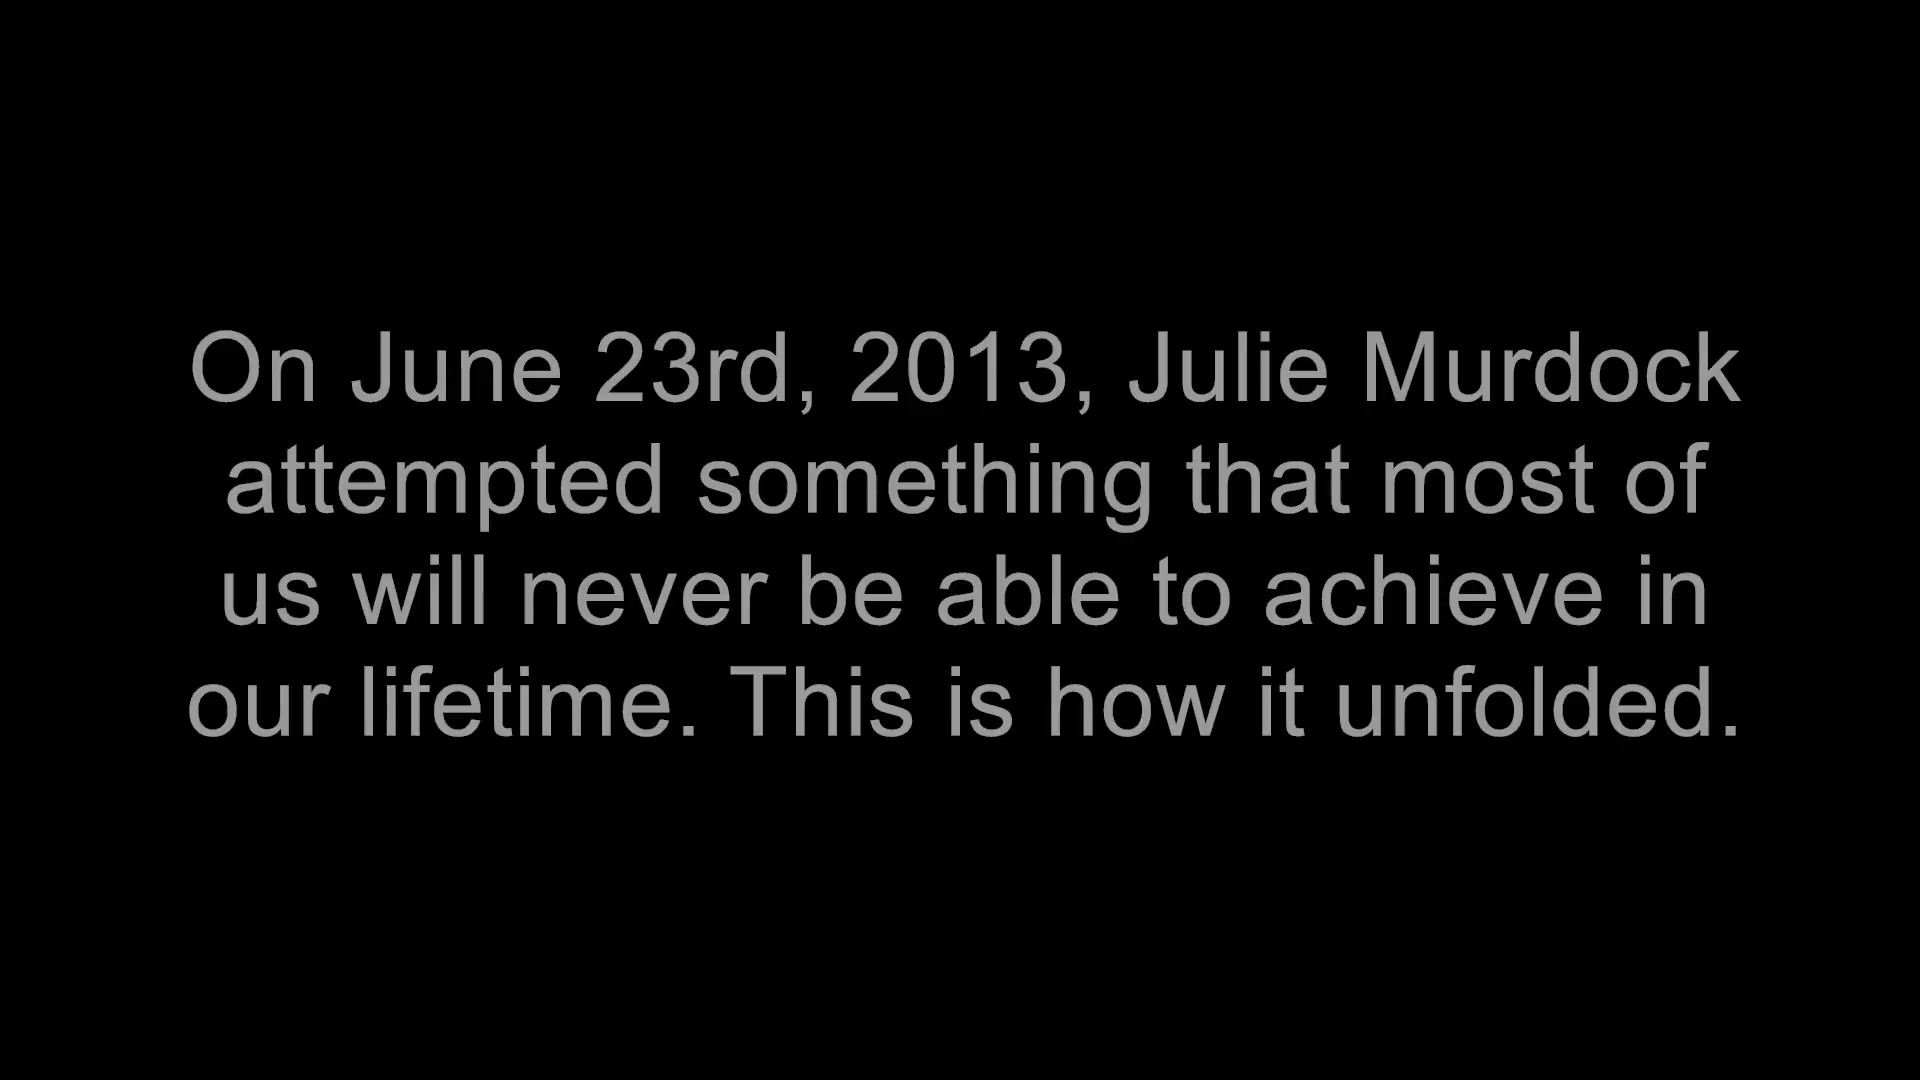 On June 23rd, 2013, Julie Murdock
attempted something that most of
us will never be able to achieve in
our lifetime. This is how it unfolded.